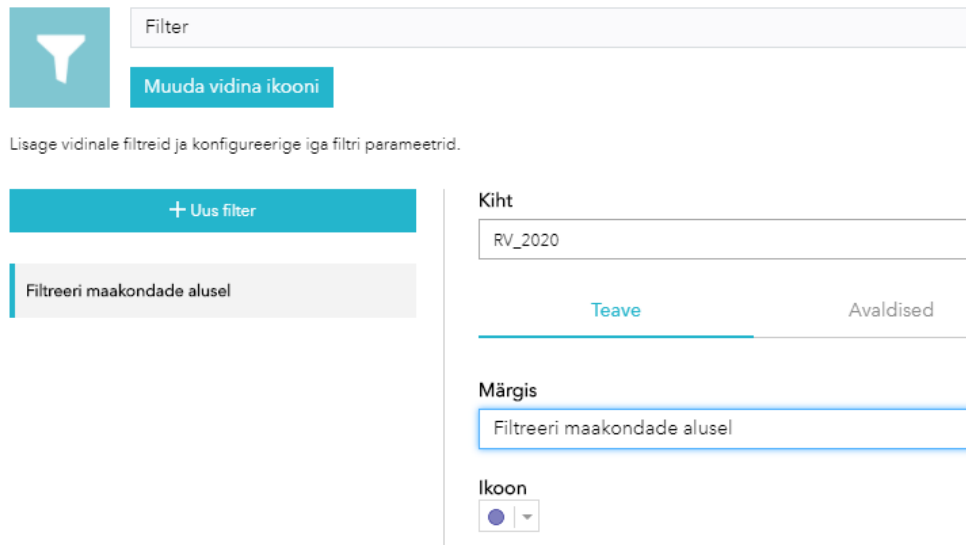 Filter
Muuda vidina ikooni
Lisage vidinale filtreid ja konfigureerige iga filtri parameetrid.
+ Uus filter
Filtreeri maakondade alusel
Kiht
RV_2020
Teave
Avaldised
Märgis
Filtreeri maakondade alusel
Ikoon